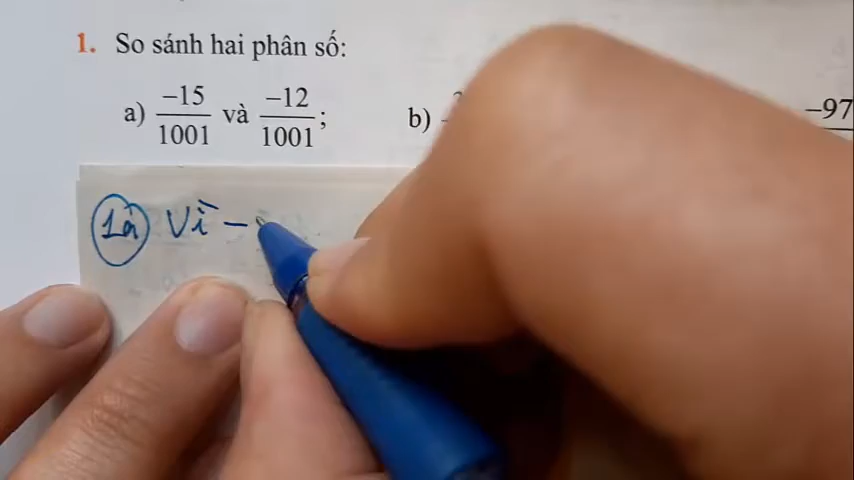 1. So sánh hai phân số:
a) −15/1001 và −12/1001; b) −97
1a Vì −